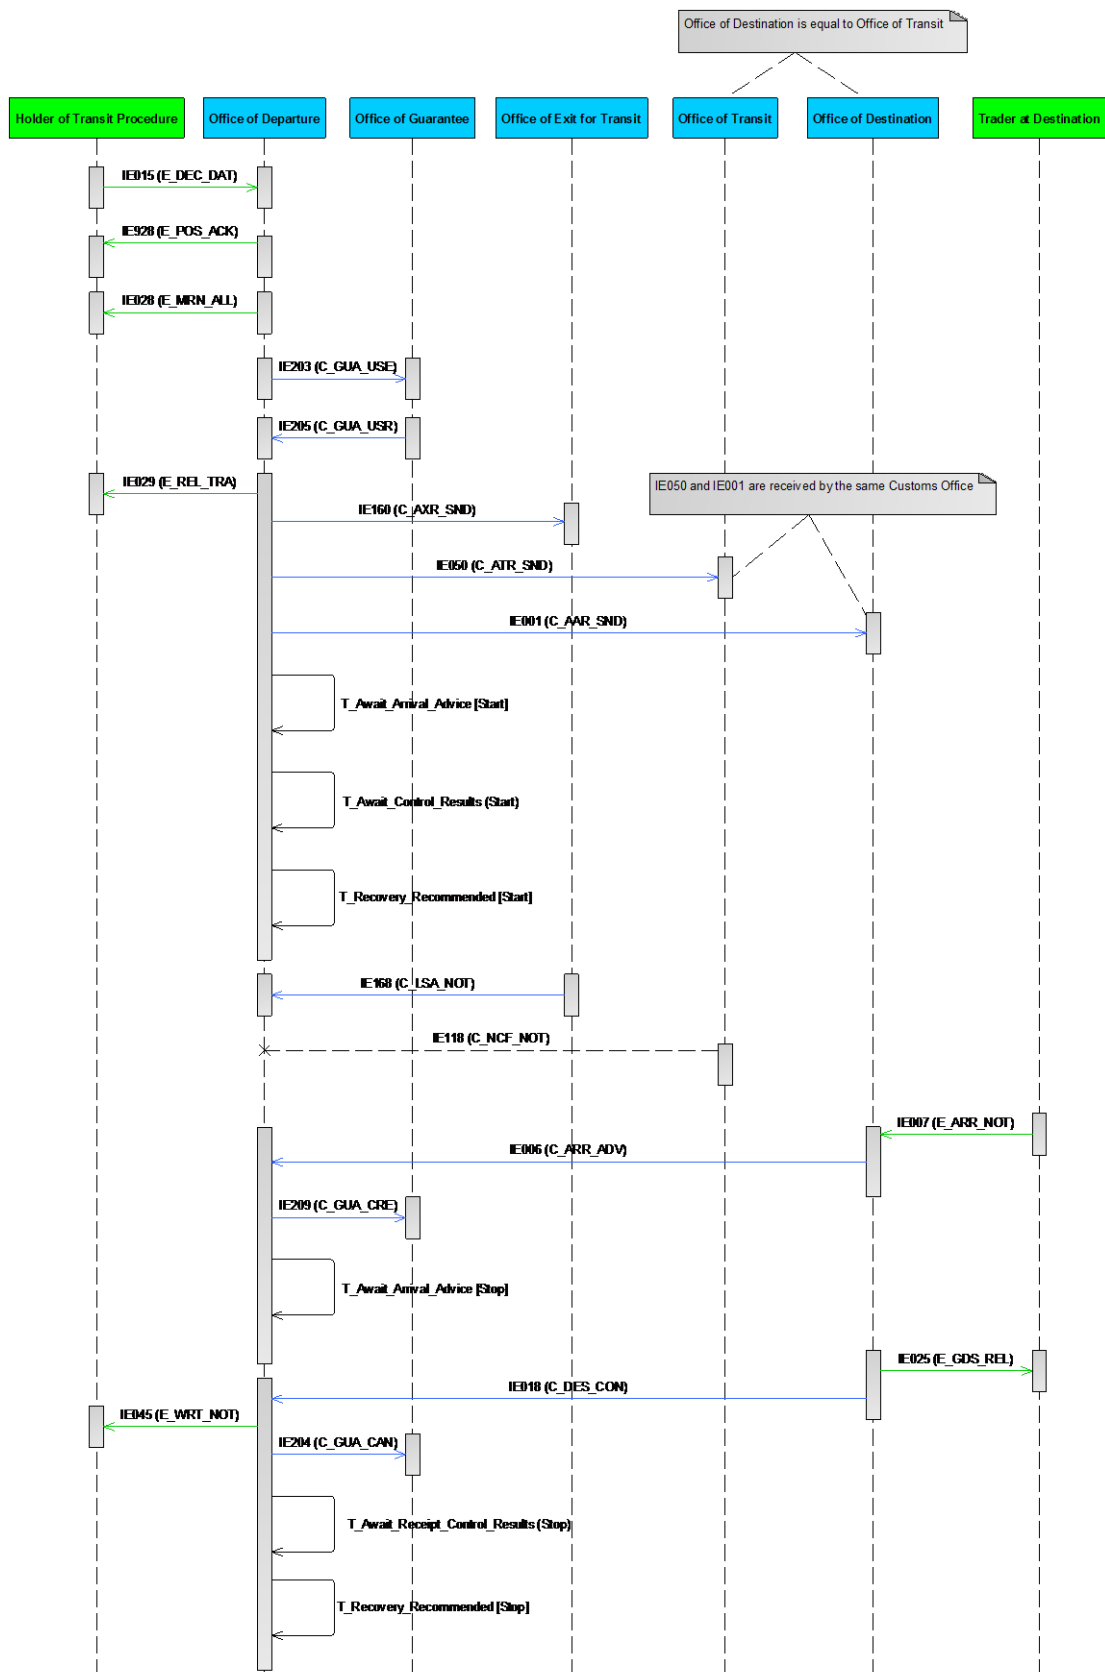 Office of Destination is equal to Office of Transit
Holder of Transit Procedure
Office of Departure
Office of Guarantee
Office of Exit for Transit
Office of Transit
Office of Destination
Trader at Destination
IE015 (E_DEC_DAT)
IE928 (E_POS_ACK)
IE028 (E_MRN_ALL)
IE203 (C_GUA_USE)
IE205 (C_GUA_USR)
IE029 (E_REL_TRA)
IE050 and IE001 are received by the same Customs Office
IE160 (C_AXR_SND)
IE050 (C_ATR_SND)
IE001 (C_AAR_SND)
T_Await_Arrival_Advice [Start]
T_Await_Control_Results (Start)
T_Recovery_Recommended [Start]
IE168 (C_LSA_NOT)
IE118 (C_NCF_NOT)
IE007 (E_ARR_NOT)
IE006 (C_ARR_ADV)
IE209 (C_GUA_CRE)
T_Await_Arrival_Advice [Stop]
IE025 (E_GDS_REL)
IE018 (C_DES_CON)
IE045 (E_WRT_NOT)
IE204 (C_GUA_CAN)
T_Await_Receipt_Control_Results (Stop)
T_Recovery_Recommended [Stop]